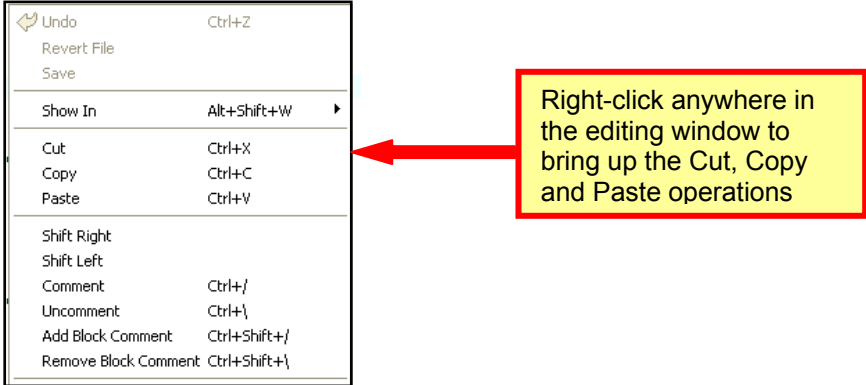 Undo Ctrl+Z
Revert File
Save
Show In Alt+Shift+W
Cut Ctrl+X
Copy Ctrl+C
Paste Ctrl+V
Shift Right
Shift Left
Comment Ctrl+/
Uncomment Ctrl+\
Add Block Comment Ctrl+Shift+/
Remove Block Comment Ctrl+Shift+\
Right-click anywhere in
the editing window to
bring up the Cut, Copy
and Paste operations